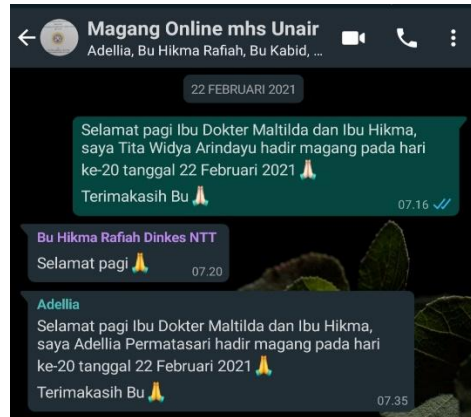 Magang Online mhs Unair
Adellia, Bu Hikma Rafiah, Bu Kabid, ...
22 FEBRUARI 2021
Selamat pagi Ibu Dokter Maltilda dan Ibu Hikma,
saya Tita Widya Arindayu hadir magang pada hari
ke-20 tanggal 22 Februari 2021 🙏🏻
Terimakasih Bu 🙏🏻
07.16
Bu Hikma Rafiah Dinkes NTT
Selamat pagi 🙏
07.20
Adellia
Selamat pagi Ibu Dokter Maltilda dan Ibu Hikma,
saya Adellia Permatasari hadir magang pada hari
ke-20 tanggal 22 Februari 2021 🙏
Terimakasih Bu 🙏
07.35